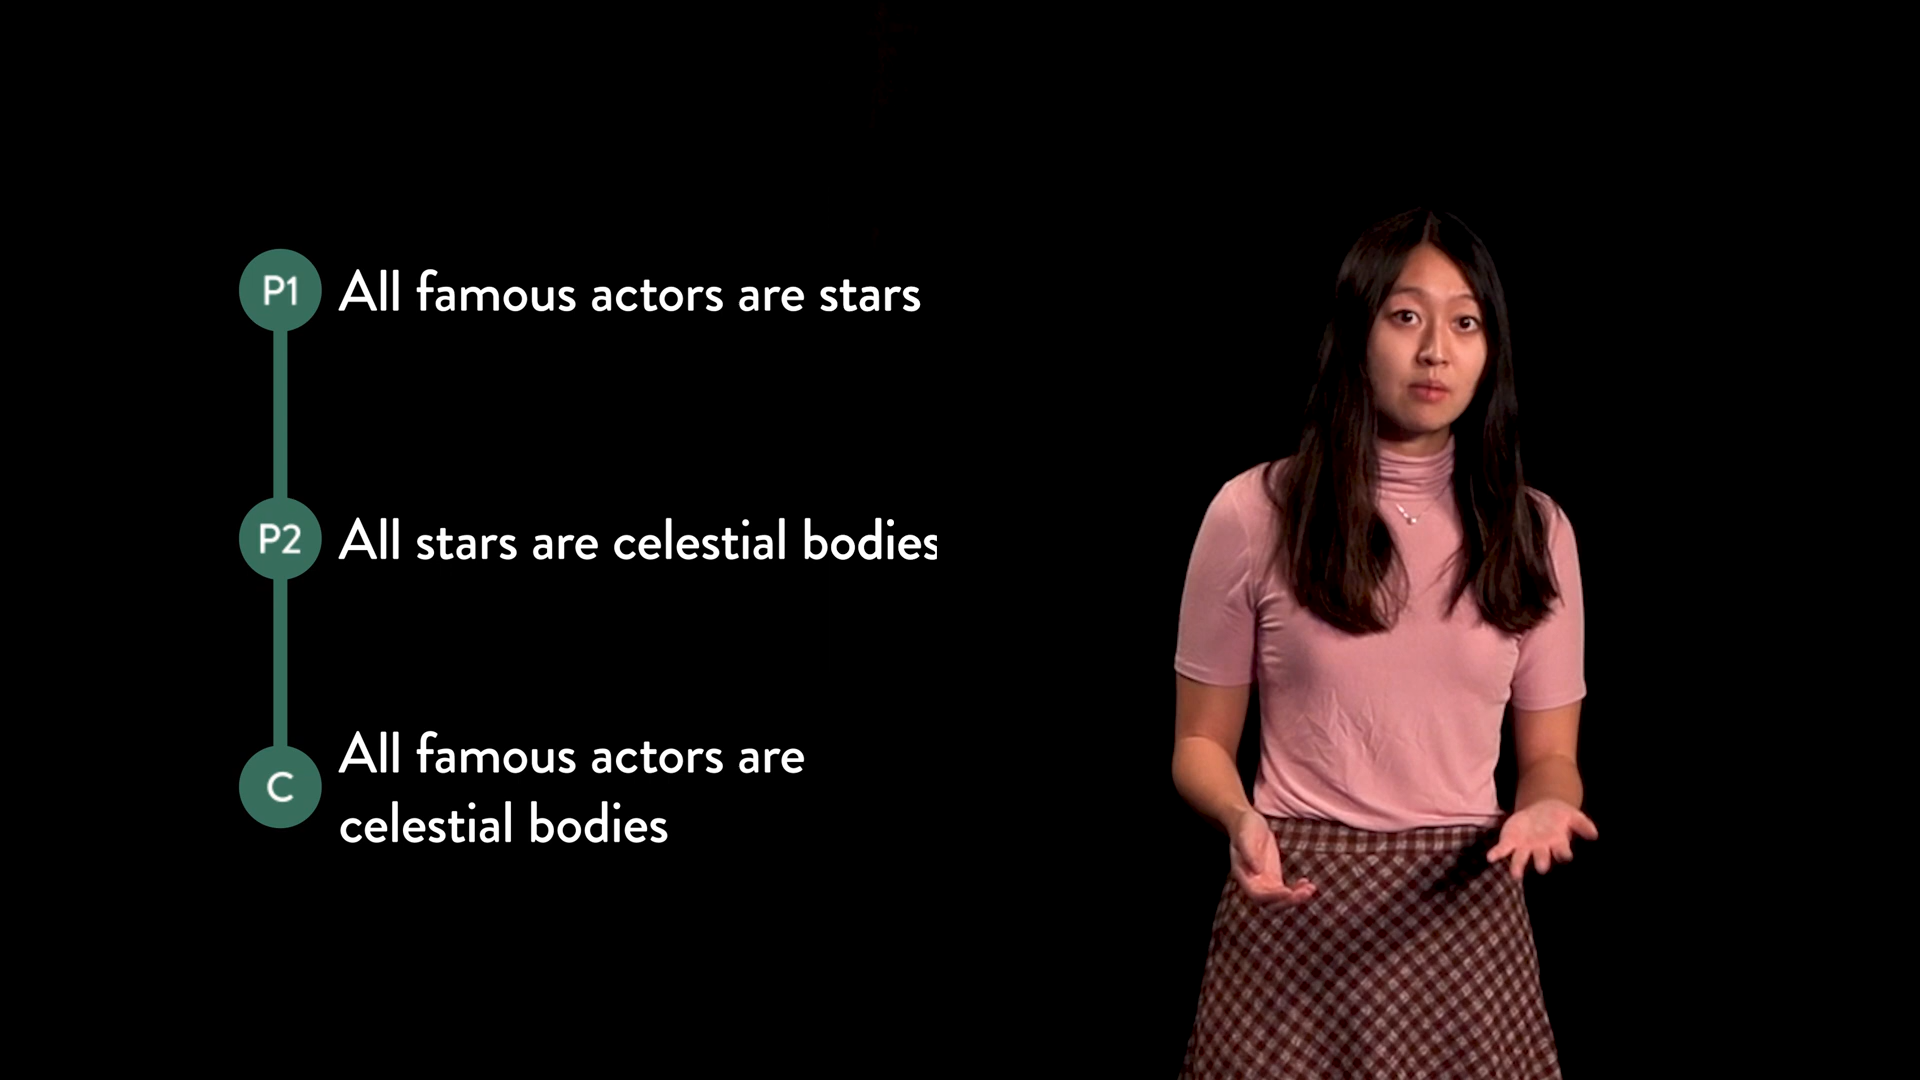 P1 All famous actors are stars
P2 All stars are celestial bodies
C All famous actors are
celestial bodies